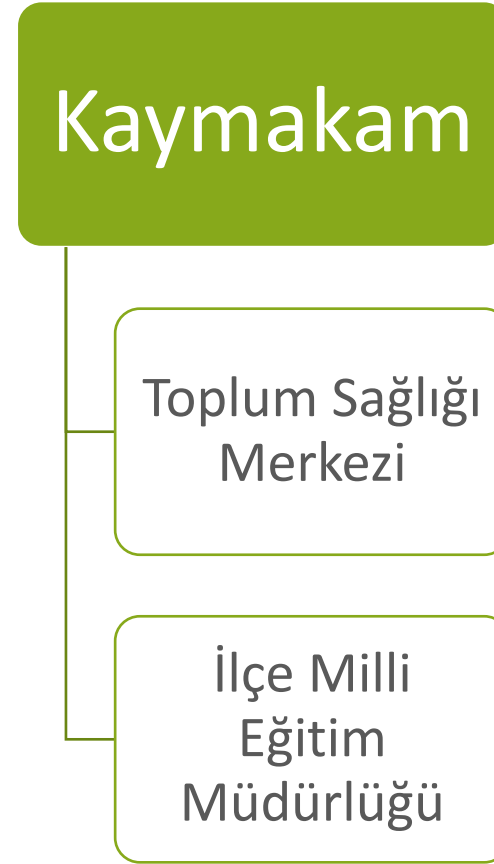 Kaymakam
Toplum Sağlığı
Merkezi
İlçe Milli
Eğitim
Müdürlüğü